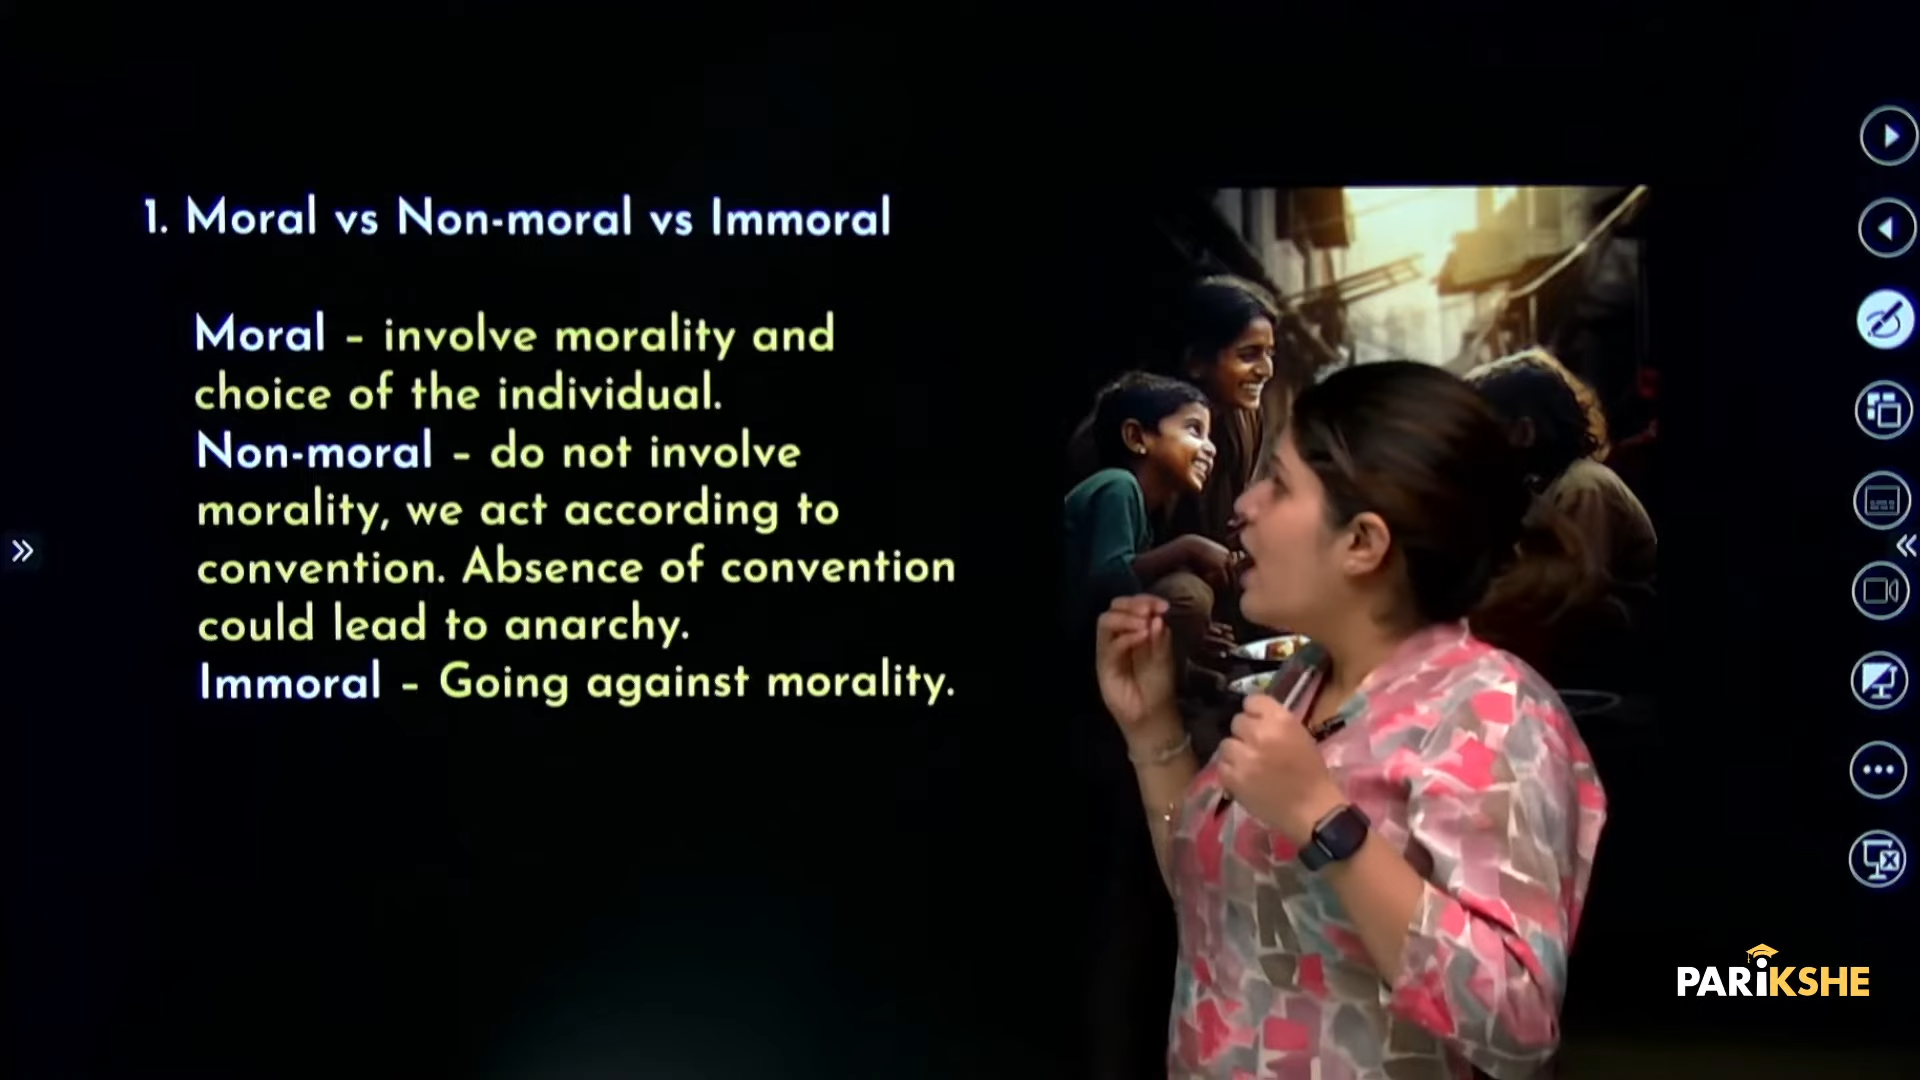 1. Moral vs Non-moral vs Immoral
Moral – involve morality and
choice of the individual.
Non-moral – do not involve
morality, we act according to
convention. Absence of convention
could lead to anarchy.
Immoral – Going against morality.
PARIKSHE